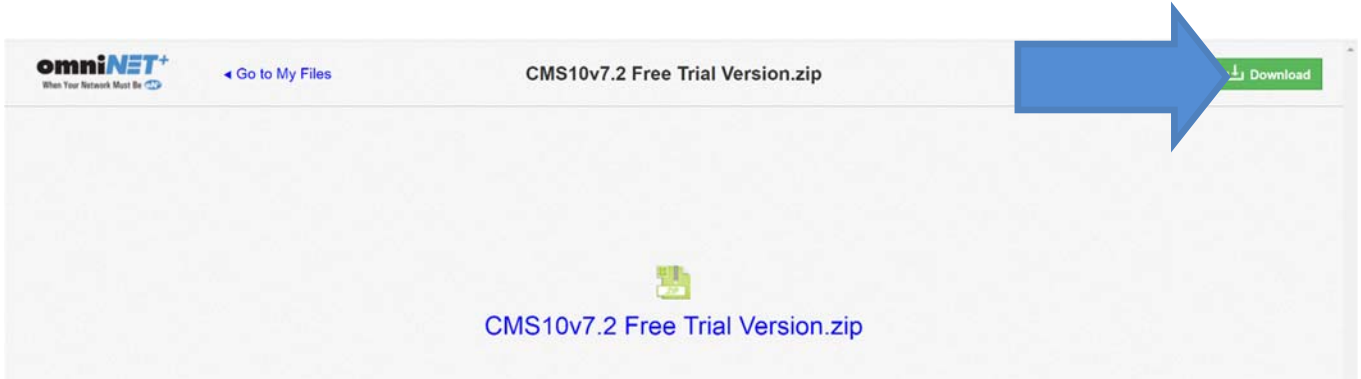 omniNET+
When Your Network Must Be oN!
◂ Go to My Files
CMS10v7.2 Free Trial Version.zip
Download
ZIP
CMS10v7.2 Free Trial Version.zip